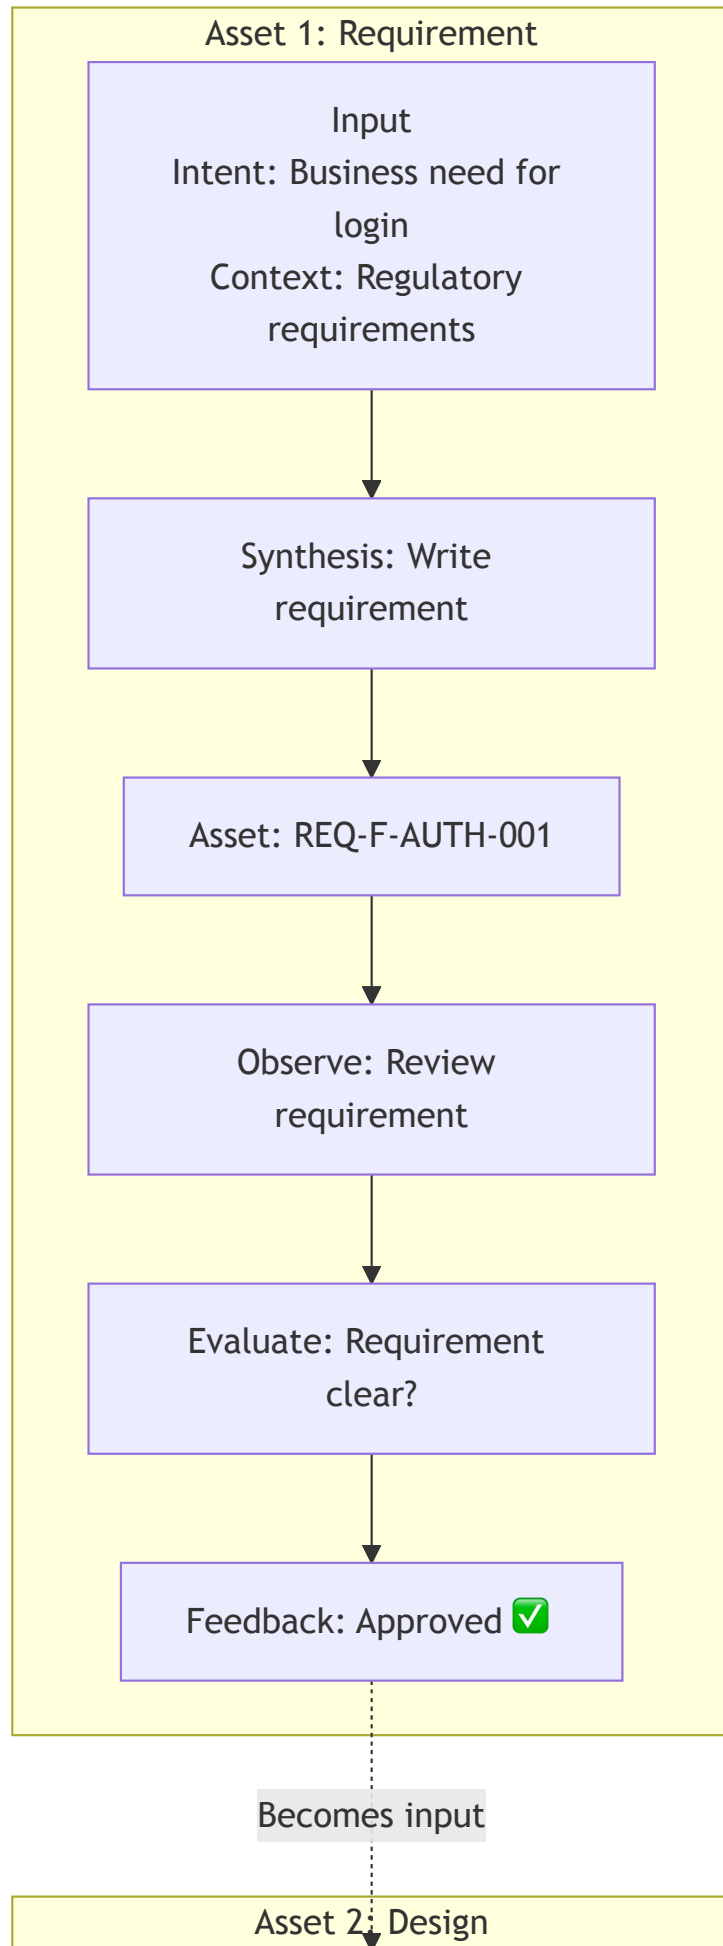 Asset 1: Requirement
Input
Intent: Business need for
login
Context: Regulatory
requirements
Synthesis: Write
requirement
Asset: REQ-F-AUTH-001
Observe: Review
requirement
Evaluate: Requirement
clear?
Feedback: Approved ✅
Becomes input
Asset 2: Design